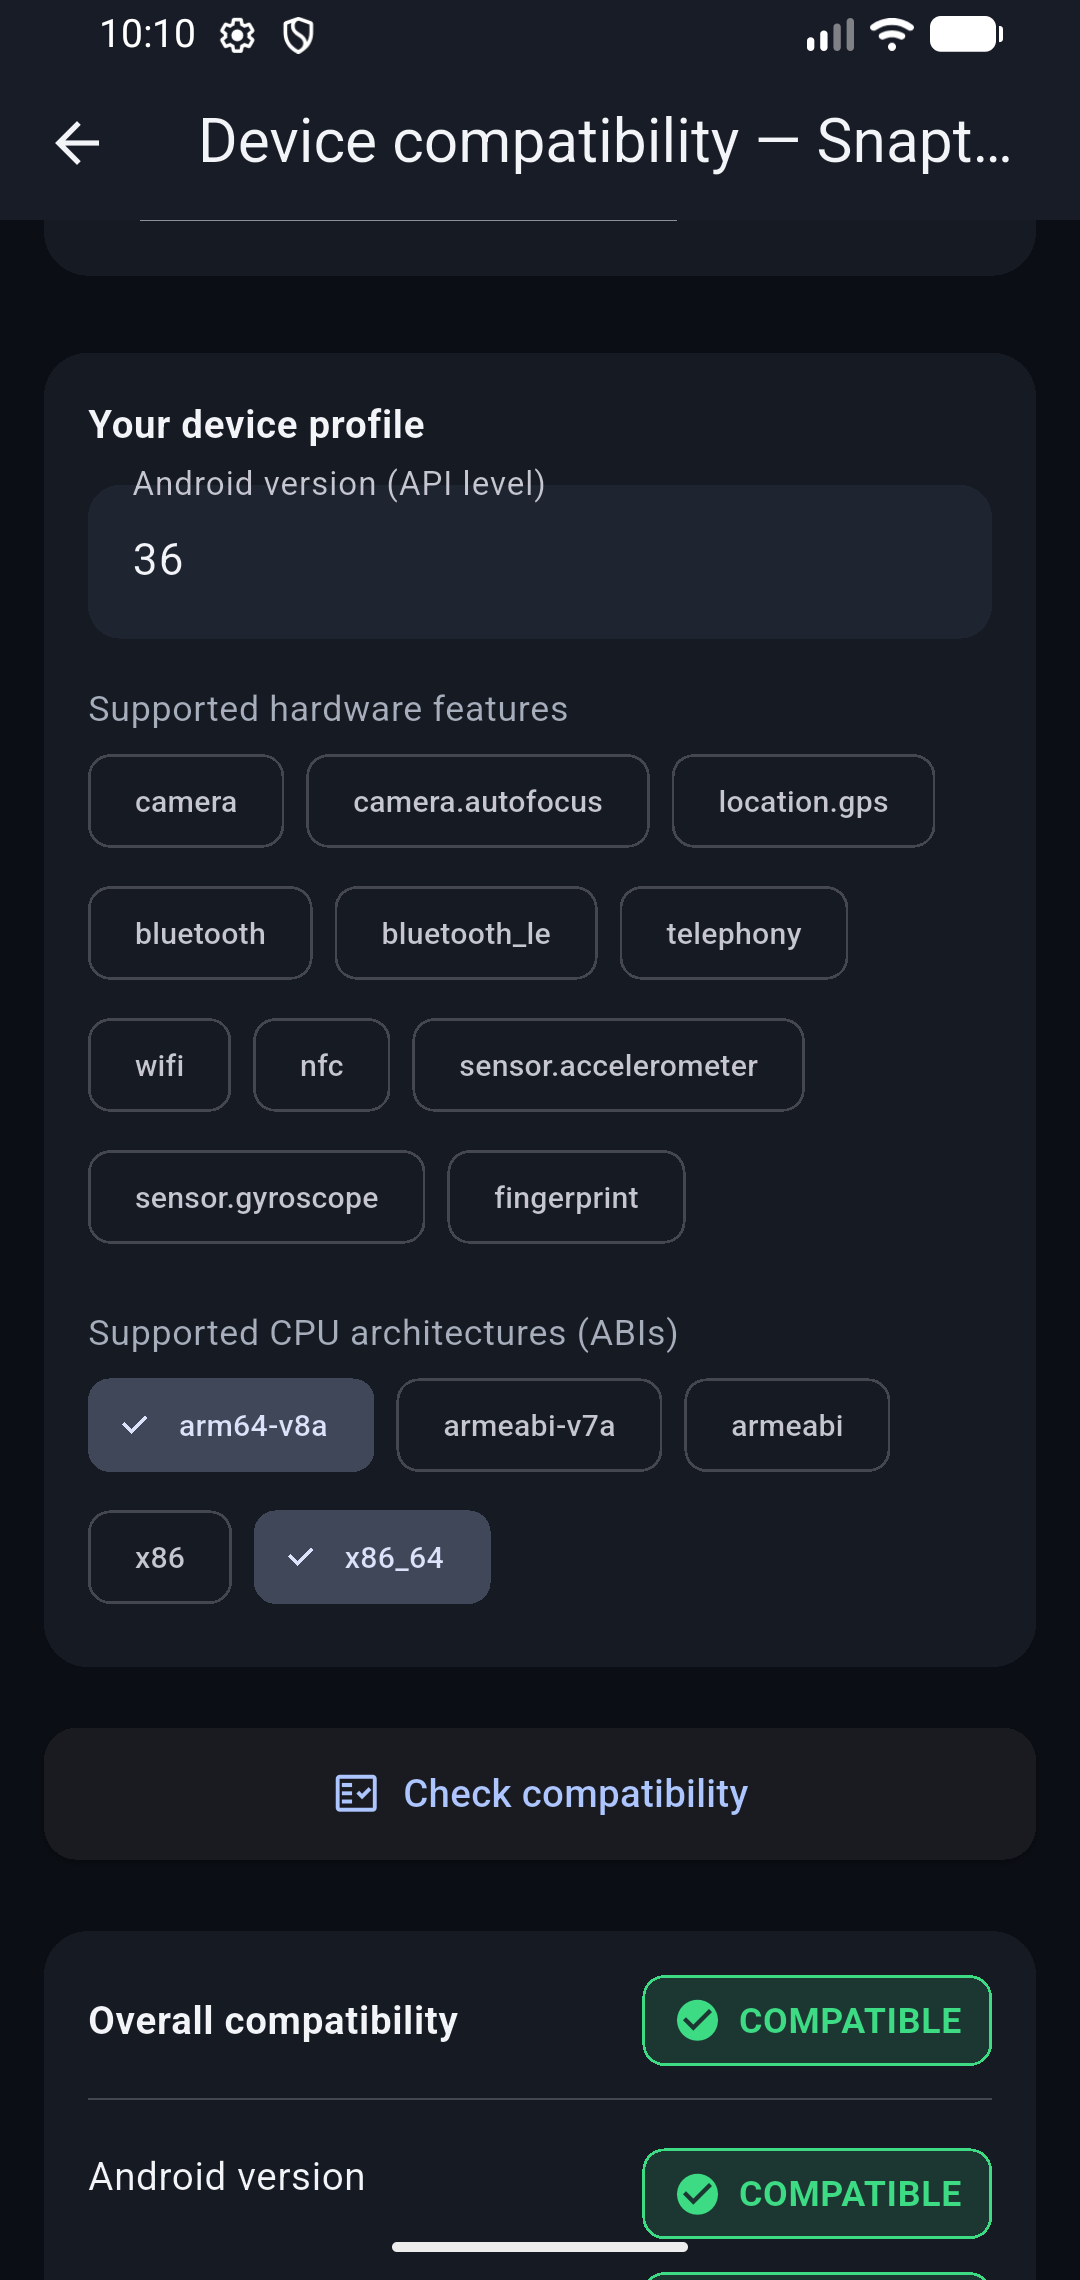 10:10
Device compatibility — Snapt...
Your device profile
Android version (API level)
36
Supported hardware features
camera
camera.autofocus
location.gps
bluetooth
bluetooth_le
telephony
wifi
nfc
sensor.accelerometer
sensor.gyroscope
fingerprint
Supported CPU architectures (ABIs)
arm64-v8a
armeabi-v7a
armeabi
x86
x86_64
Check compatibility
Overall compatibility
COMPATIBLE
Android version
COMPATIBLE